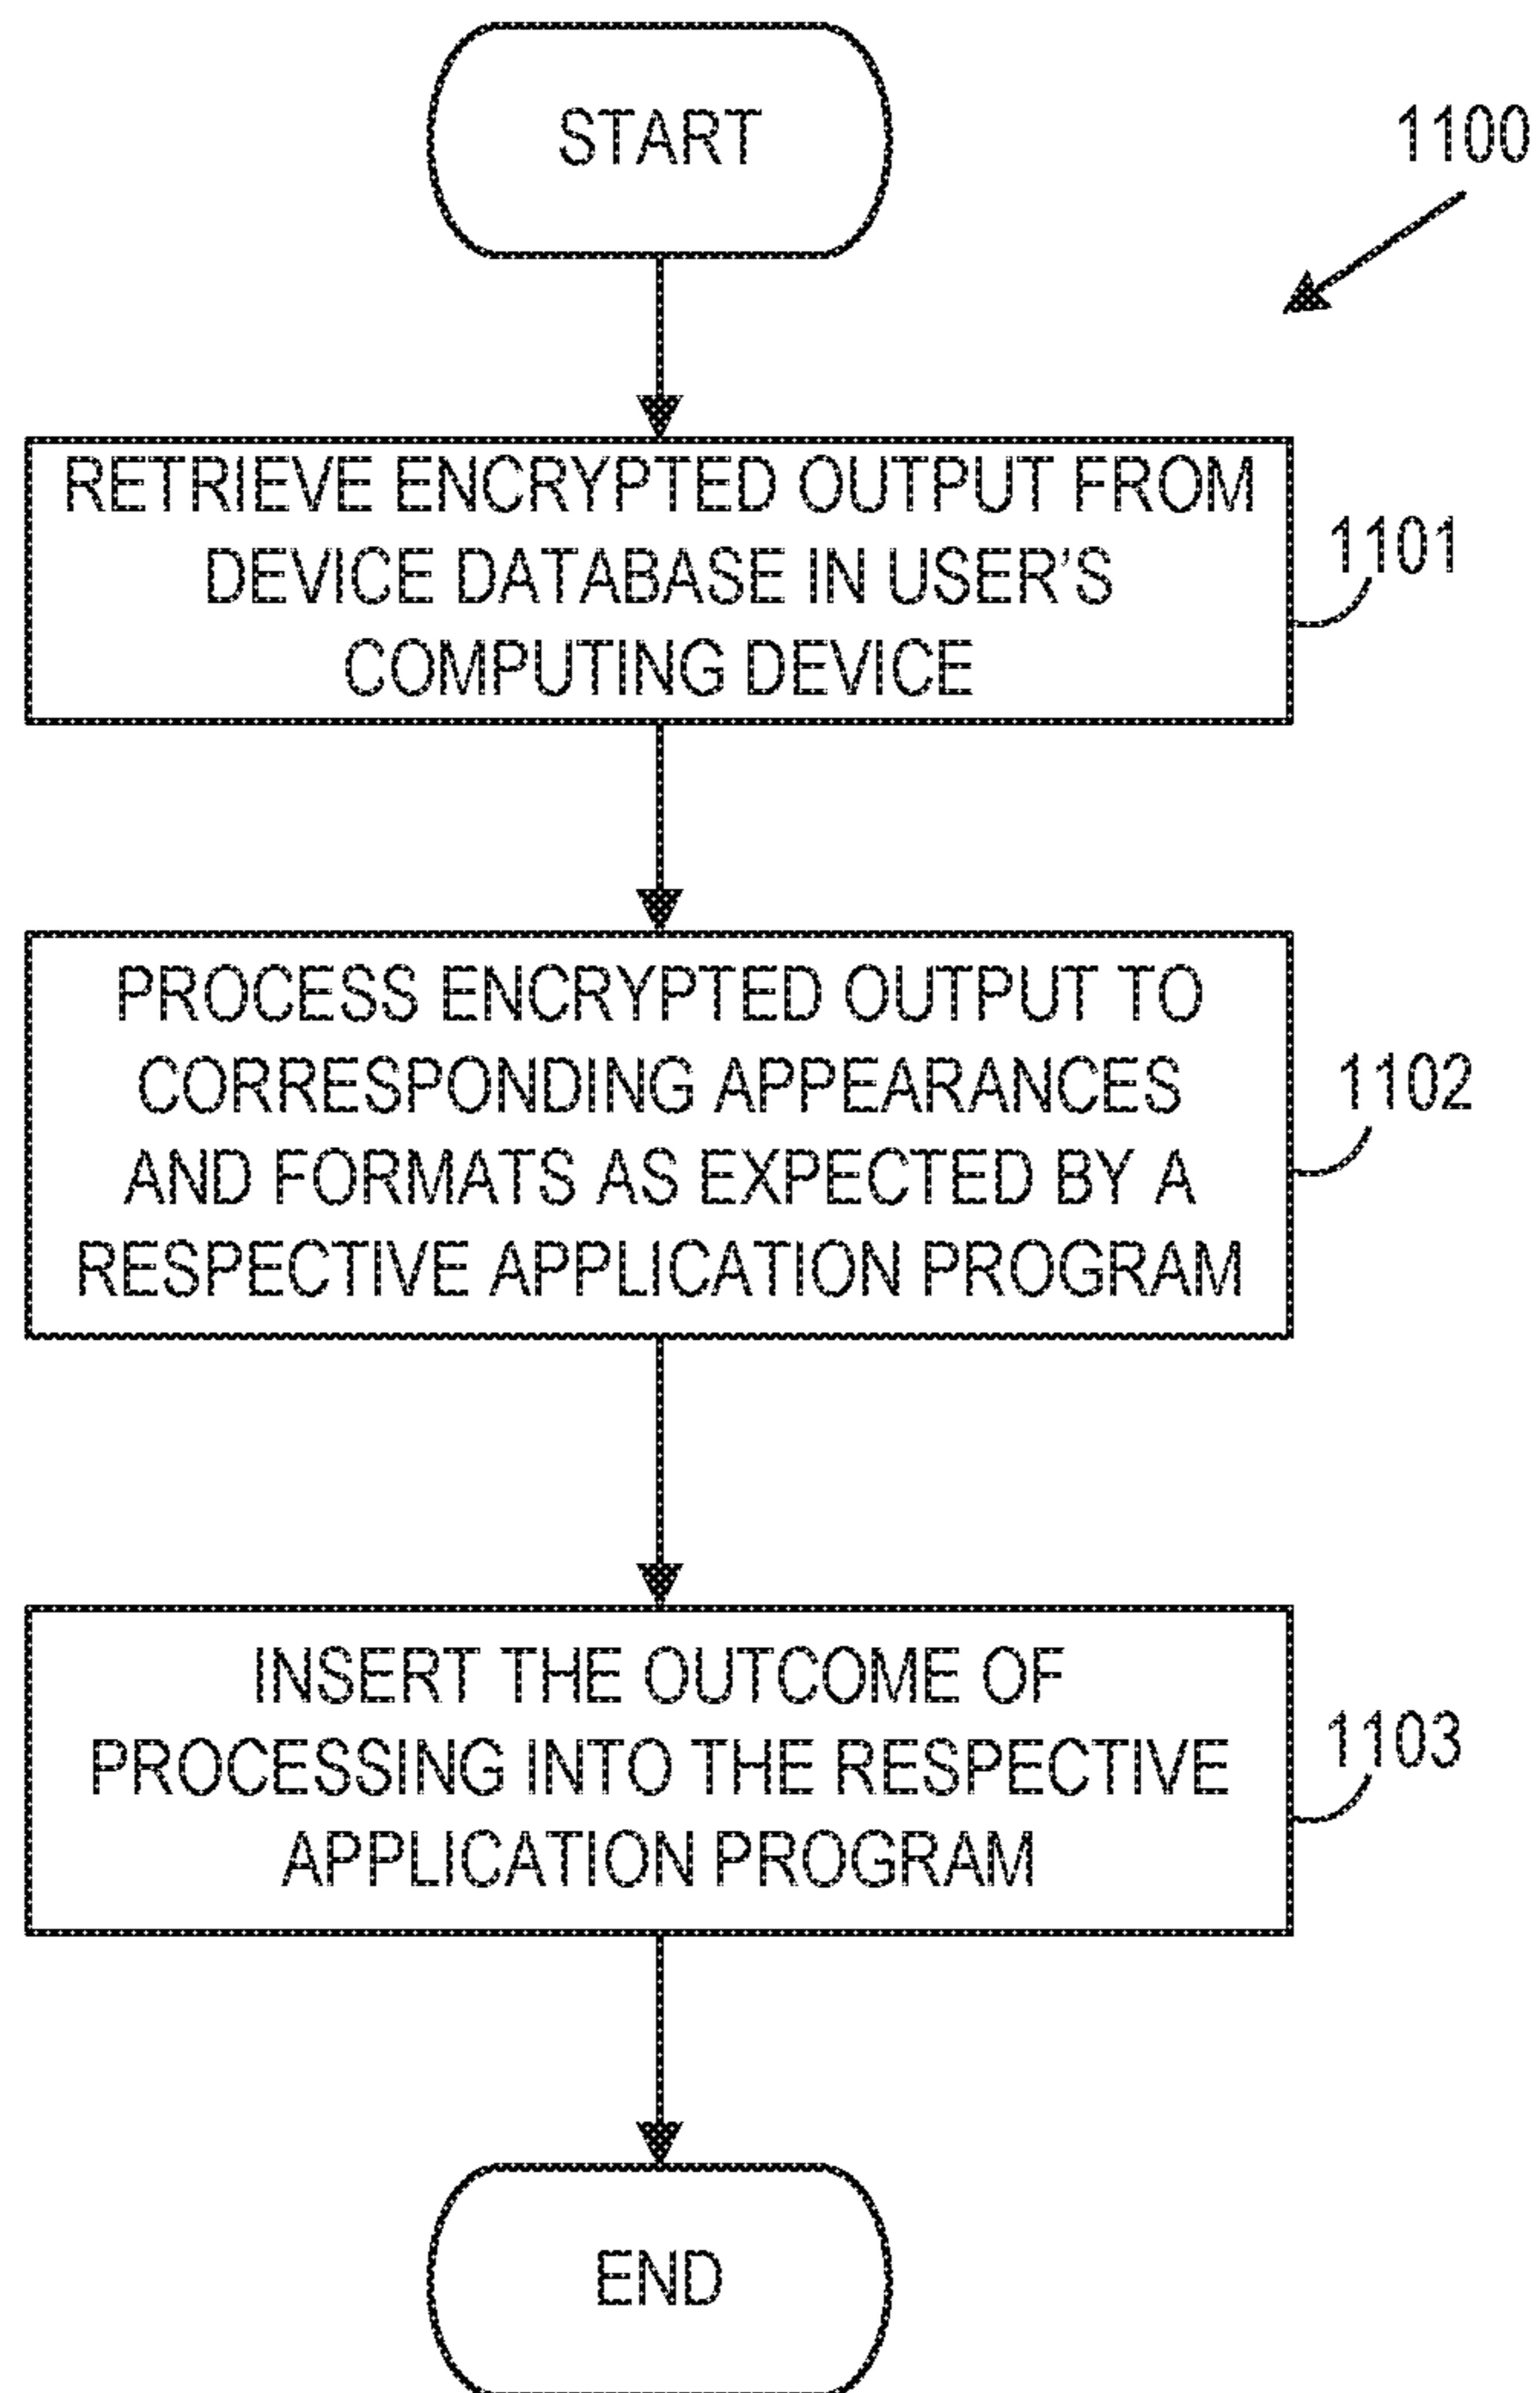 START
1100
RETRIEVE ENCRYPTED OUTPUT FROM
DEVICE DATABASE IN USER'S
COMPUTING DEVICE
1101
PROCESS ENCRYPTED OUTPUT TO
CORRESPONDING APPEARANCES
AND FORMATS AS EXPECTED BY A
RESPECTIVE APPLICATION PROGRAM
1102
INSERT THE OUTCOME OF
PROCESSING INTO THE RESPECTIVE
APPLICATION PROGRAM
1103
END